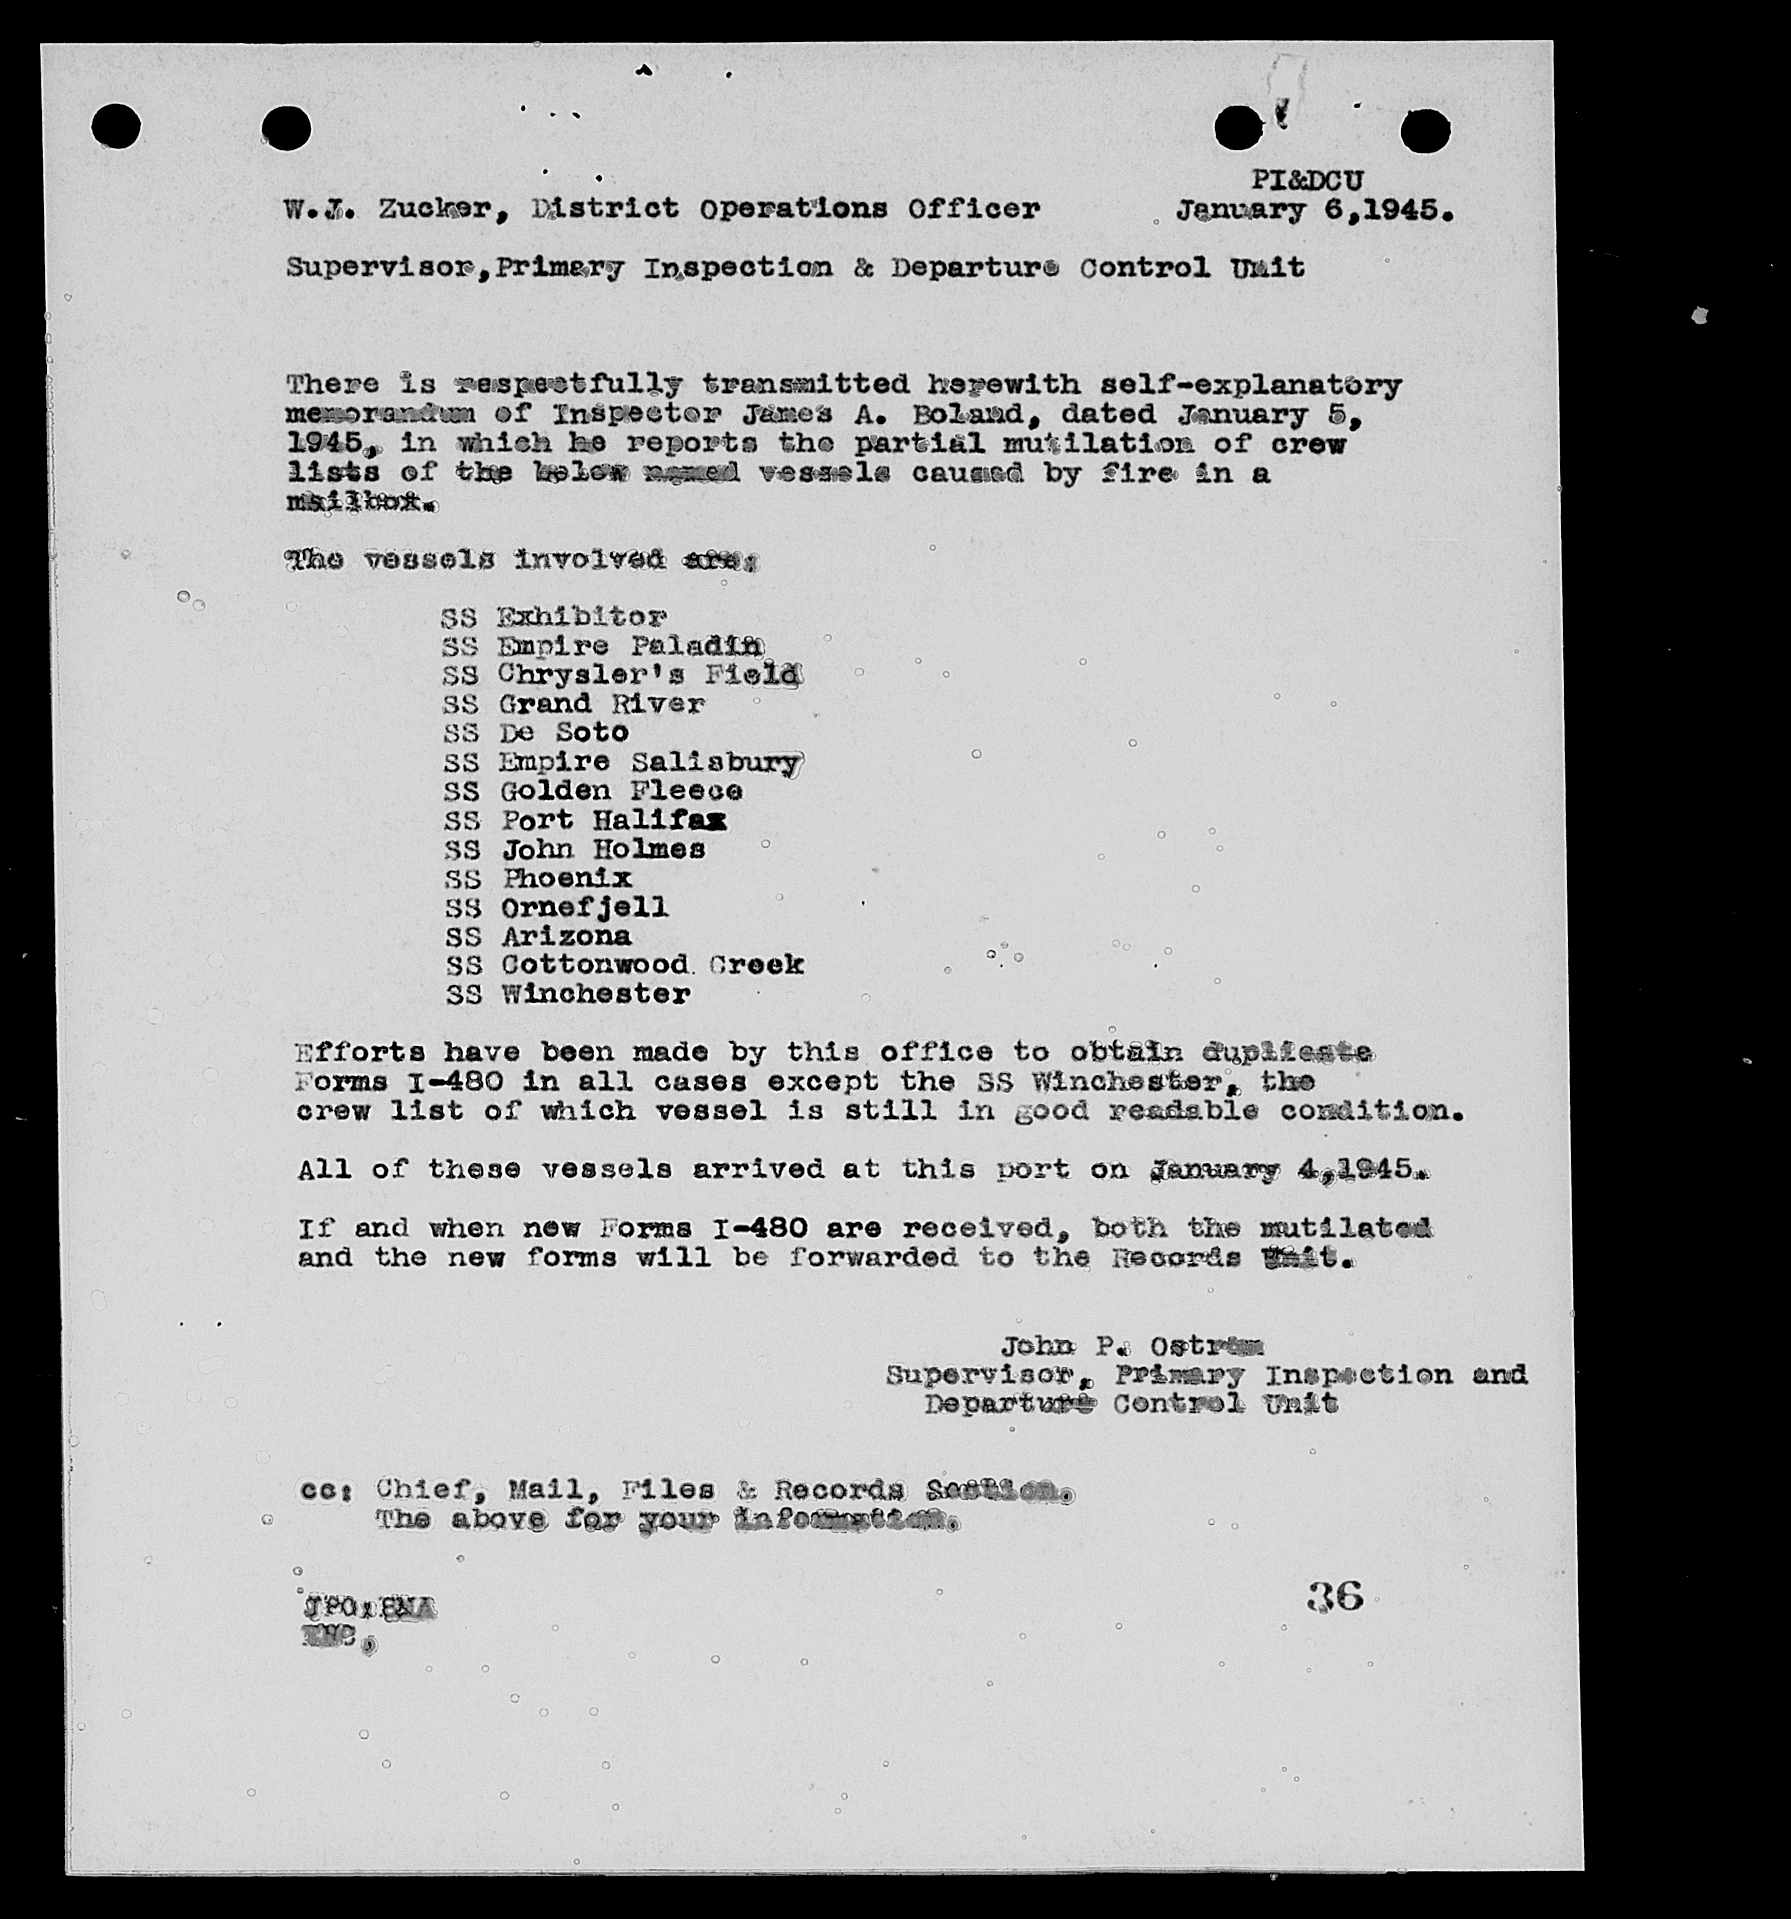 PI&DCU
W.J. Zucker, District Operations Officer January 6,1945.
Supervisor,Primary Inspection & Departure Control Unit
There is respectfully transmitted herewith self-explanatory
memorandum of Inspector James A. Boland, dated January 5,
1945, in which he reports the partial mutilation of crew
lists of the below named vessels caused by fire in a
mailbox.
The vessels involved are:
SS Exhibitor
SS Empire Paladin
SS Chrysler's Field
SS Grand River
SS De Soto
SS Empire Salisbury
SS Golden Fleece
SS Port Halifax
SS John Holmes
SS Phoenix
SS Ornefjell
SS Arizona
SS Cottonwood Creek
SS Winchester
Efforts have been made by this office to obtain duplicate
Forms I-480 in all cases except the SS Winchester, the
crew list of which vessel is still in good readable condition.
All of these vessels arrived at this port on January 4,1945.
If and when new Forms I-480 are received, both the mutilated
and the new forms will be forwarded to the Records Unit.
John P. Ostrom
Supervisor, Primary Inspection and
Departure Control Unit
cc: Chief, Mail, Files & Records Section.
The above for your information.
36